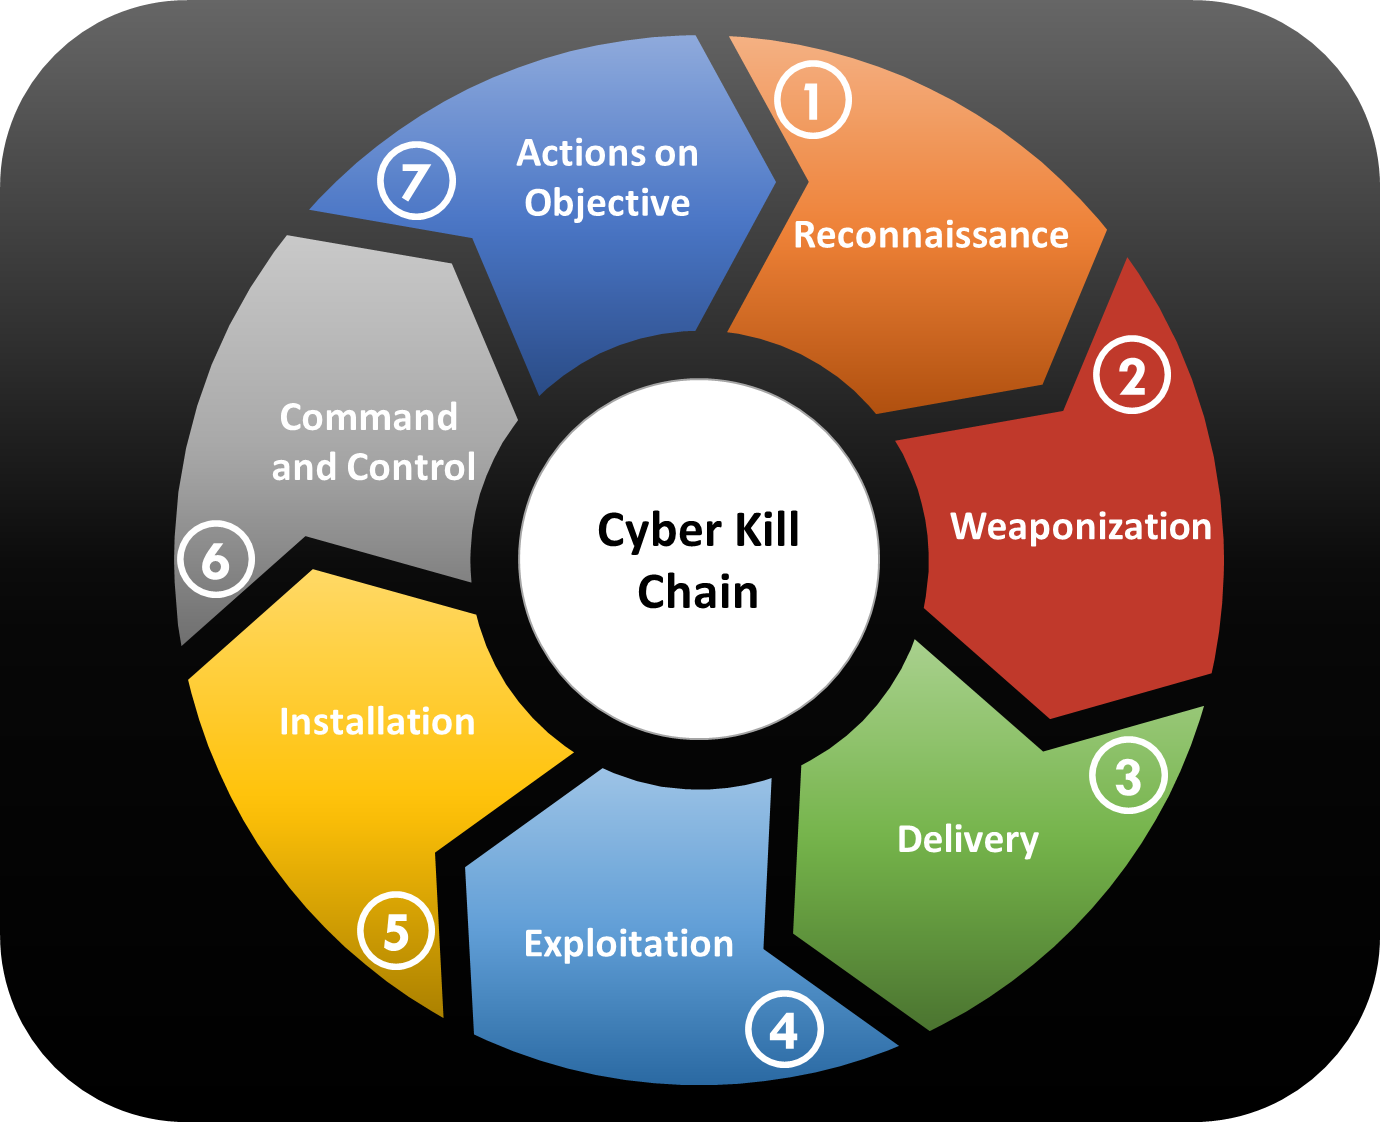 1
Reconnaissance
2
Weaponization
3
Delivery
4
Exploitation
5
Installation
6
Command
and Control
7
Actions on
Objective
Cyber Kill
Chain